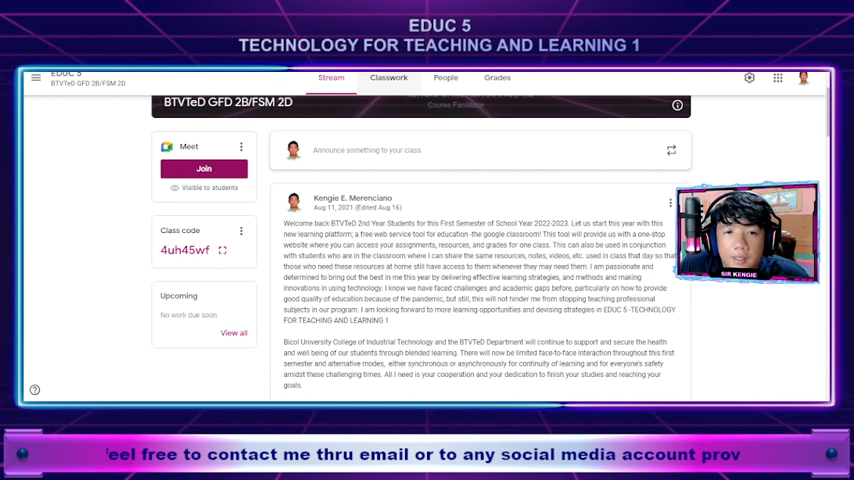 EDUC 5
TECHNOLOGY FOR TEACHING AND LEARNING 1
EDUC 5
BTVTeD GFD 2B/FSM 2D
Stream
Classwork
People
Grades
BTVTeD GFD 2B/FSM 2D
Course Facilitator
Meet
Join
Visible to students
Class code
4uh45wf
Upcoming
No work due soon
View all
Announce something to your class
Kengie E. Merenciano
Aug 11, 2021 (Edited Aug 16)
Welcome back BTVTeD 2nd Year Students for this First Semester of School Year 2022-2023. Let us start this year with this
new learning platform; a free web service tool for education -the google classroom! This tool will provide us with a one-stop
website where you can access your assignments, resources, and grades for one class. This can also be used in conjunction
with students who are in the classroom where I can share the same resources, notes, videos, etc. used in class that day so that
those who need these resources at home still have access to them whenever they may need them. I am passionate and
determined to bring out the best in me this year by delivering effective learning strategies, and methods and making
innovations in using technology. I know we have faced challenges and academic gaps before, particularly on how to provide
good quality of education because of the pandemic, but still, this will not hinder me from stopping teaching professional
subjects in our program. I am looking forward to more learning opportunities and devising strategies in EDUC 5 -TECHNOLOGY
FOR TEACHING AND LEARNING 1
Bicol University College of Industrial Technology and the BTVTeD Department will continue to support and secure the health
and well being of our students through blended learning. There will now be limited face-to-face interaction throughout this first
semester and alternative modes, either synchronous or asynchronously for continuity of learning and for everyone's safety
amidst these challenging times. All I need is your cooperation and your dedication to finish your studies and reaching your
goals.
SIR KENGIE
feel free to contact me thru email or to any social media account prov